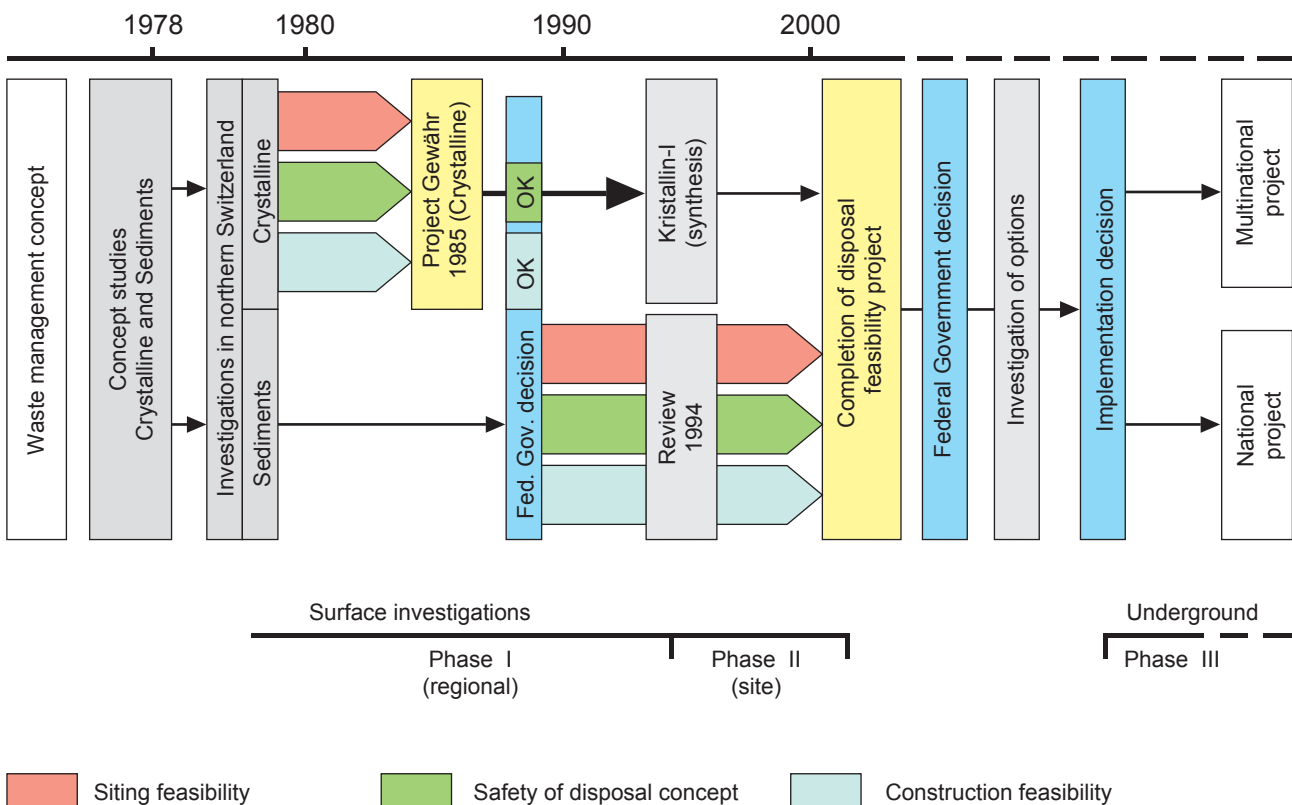 1978 1980 1990 2000
Waste management concept
Concept studies
Crystalline and Sediments
Investigations in northern Switzerland
Crystalline
Sediments
Project Gewähr
1985 (Crystalline)
OK
OK
Fed. Gov. decision
Kristallin-I
(synthesis)
Review
1994
Completion of disposal
feasibility project
Federal Government decision
Investigation of options
Implementation decision
Multinational
project
National
project
Surface investigations
Underground
Phase I
(regional)
Phase II
(site)
Phase III
Siting feasibility
Safety of disposal concept
Construction feasibility